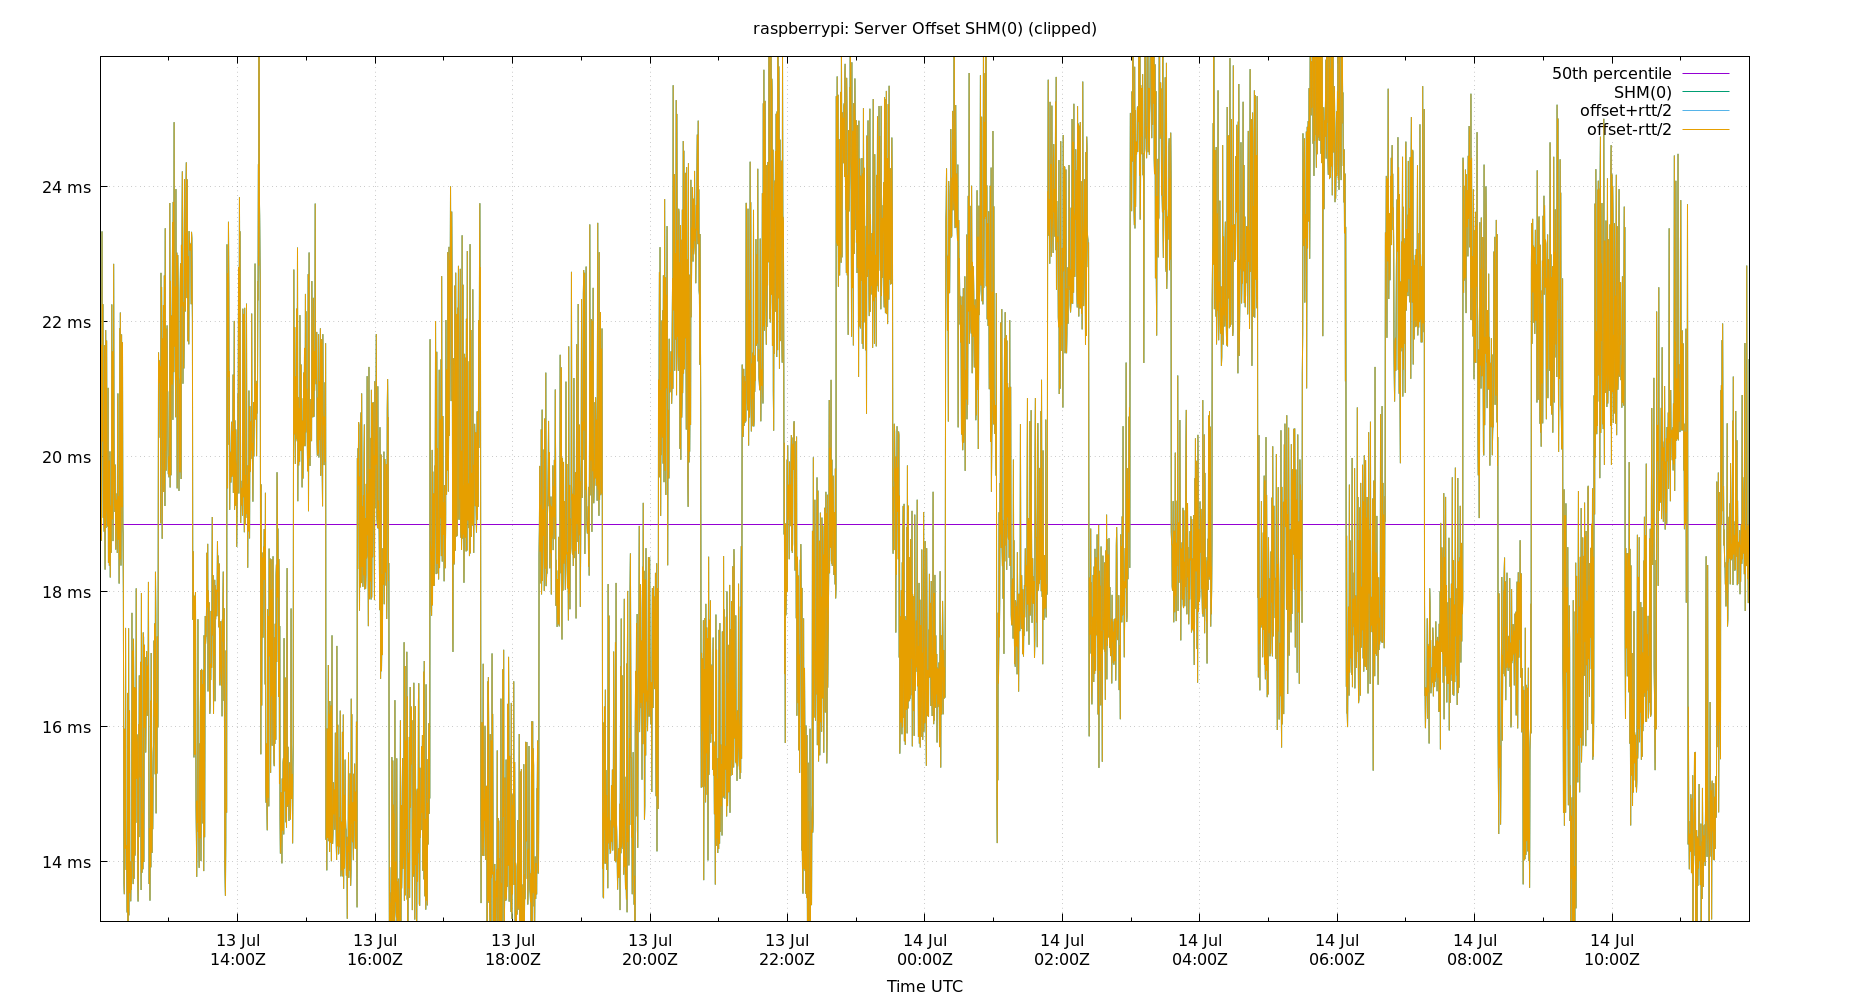 raspberrypi: Server Offset SHM(0) (clipped)
50th percentile
SHM(0)
offset+rtt/2
offset-rtt/2
24 ms
22 ms
20 ms
18 ms
16 ms
14 ms
13 Jul 13 Jul 13 Jul 13 Jul 13 Jul 14 Jul 14 Jul 14 Jul 14 Jul 14 Jul 14 Jul
14:00Z 16:00Z 18:00Z 20:00Z 22:00Z 00:00Z 02:00Z 04:00Z 06:00Z 08:00Z 10:00Z
Time UTC